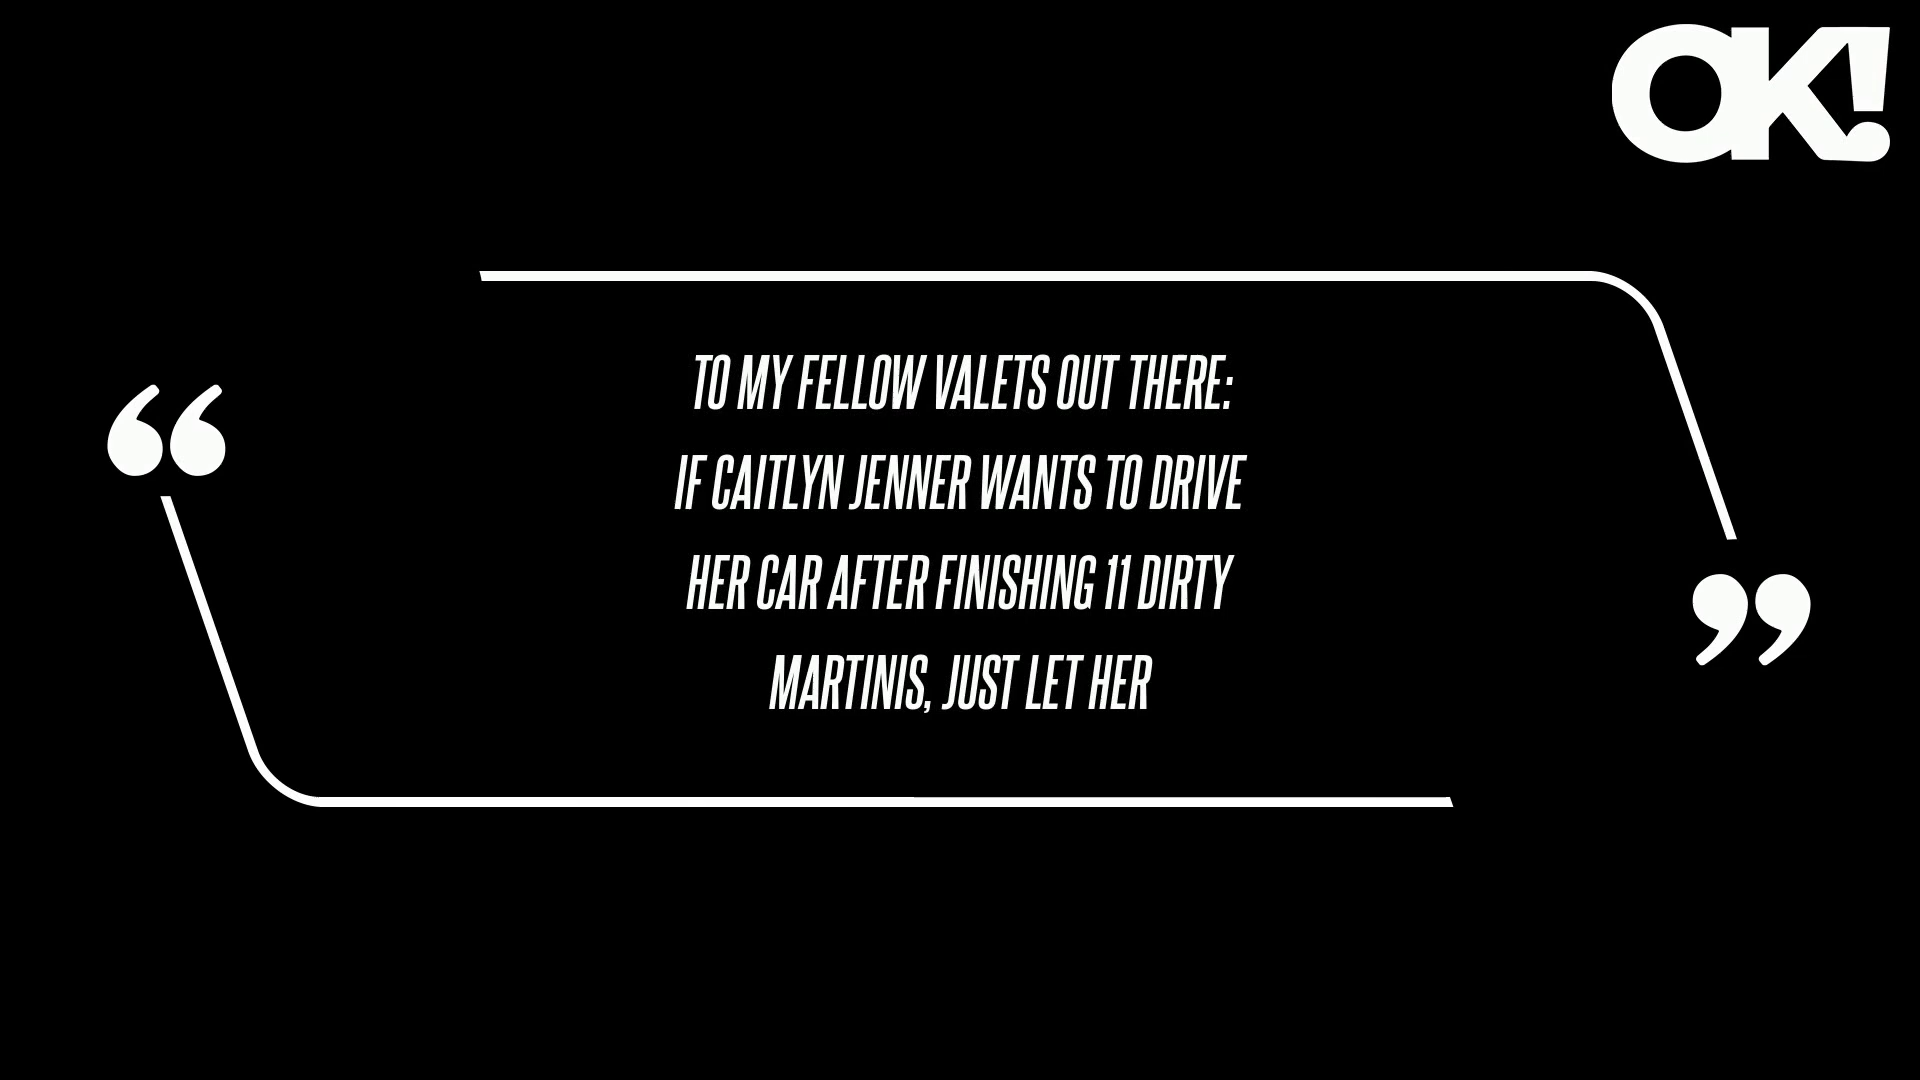 OK!
“
TO MY FELLOW VALETS OUT THERE:
IF CAITLYN JENNER WANTS TO DRIVE
HER CAR AFTER FINISHING 11 DIRTY
MARTINIS, JUST LET HER
”